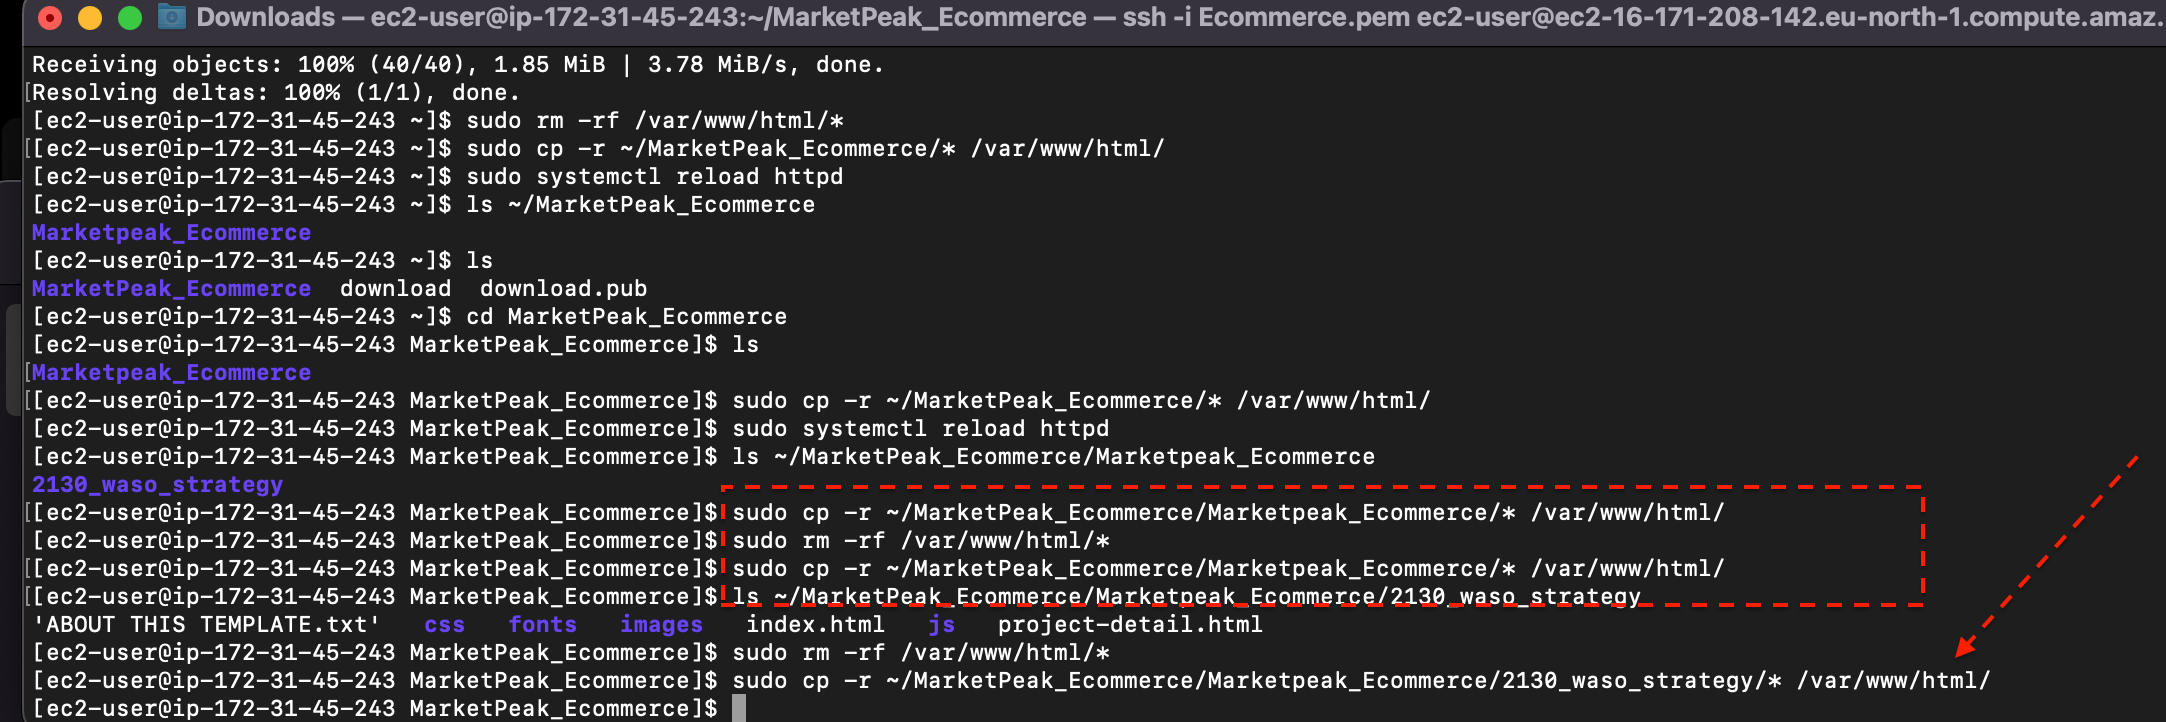 Downloads — ec2-user@ip-172-31-45-243:~/MarketPeak_Ecommerce — ssh -i Ecommerce.pem ec2-user@ec2-16-171-208-142.eu-north-1.compute.amaz.
Receiving objects: 100% (40/40), 1.85 MiB | 3.78 MiB/s, done.
[Resolving deltas: 100% (1/1), done.
[ec2-user@ip-172-31-45-243 ~]$ sudo rm -rf /var/www/html/*
[[ec2-user@ip-172-31-45-243 ~]$ sudo cp -r ~/MarketPeak_Ecommerce/* /var/www/html/
[ec2-user@ip-172-31-45-243 ~]$ sudo systemctl reload httpd
[ec2-user@ip-172-31-45-243 ~]$ ls ~/MarketPeak_Ecommerce
Marketpeak_Ecommerce
[ec2-user@ip-172-31-45-243 ~]$ ls
MarketPeak_Ecommerce  download  download.pub
[ec2-user@ip-172-31-45-243 ~]$ cd MarketPeak_Ecommerce
[ec2-user@ip-172-31-45-243 MarketPeak_Ecommerce]$ ls
[Marketpeak_Ecommerce
[[ec2-user@ip-172-31-45-243 MarketPeak_Ecommerce]$ sudo cp -r ~/MarketPeak_Ecommerce/* /var/www/html/
[ec2-user@ip-172-31-45-243 MarketPeak_Ecommerce]$ sudo systemctl reload httpd
[ec2-user@ip-172-31-45-243 MarketPeak_Ecommerce]$ ls ~/MarketPeak_Ecommerce/Marketpeak_Ecommerce
2130_waso_strategy
[[ec2-user@ip-172-31-45-243 MarketPeak_Ecommerce]$ sudo cp -r ~/MarketPeak_Ecommerce/Marketpeak_Ecommerce/* /var/www/html/
[ec2-user@ip-172-31-45-243 MarketPeak_Ecommerce]$ sudo rm -rf /var/www/html/*
[[ec2-user@ip-172-31-45-243 MarketPeak_Ecommerce]$ sudo cp -r ~/MarketPeak_Ecommerce/Marketpeak_Ecommerce/* /var/www/html/
[[ec2-user@ip-172-31-45-243 MarketPeak_Ecommerce]$ ls ~/MarketPeak_Ecommerce/Marketpeak_Ecommerce/2130_waso_strategy
'ABOUT THIS TEMPLATE.txt'   css   fonts   images   index.html   js   project-detail.html
[ec2-user@ip-172-31-45-243 MarketPeak_Ecommerce]$ sudo rm -rf /var/www/html/*
[ec2-user@ip-172-31-45-243 MarketPeak_Ecommerce]$ sudo cp -r ~/MarketPeak_Ecommerce/Marketpeak_Ecommerce/2130_waso_strategy/* /var/www/html/
[ec2-user@ip-172-31-45-243 MarketPeak_Ecommerce]$